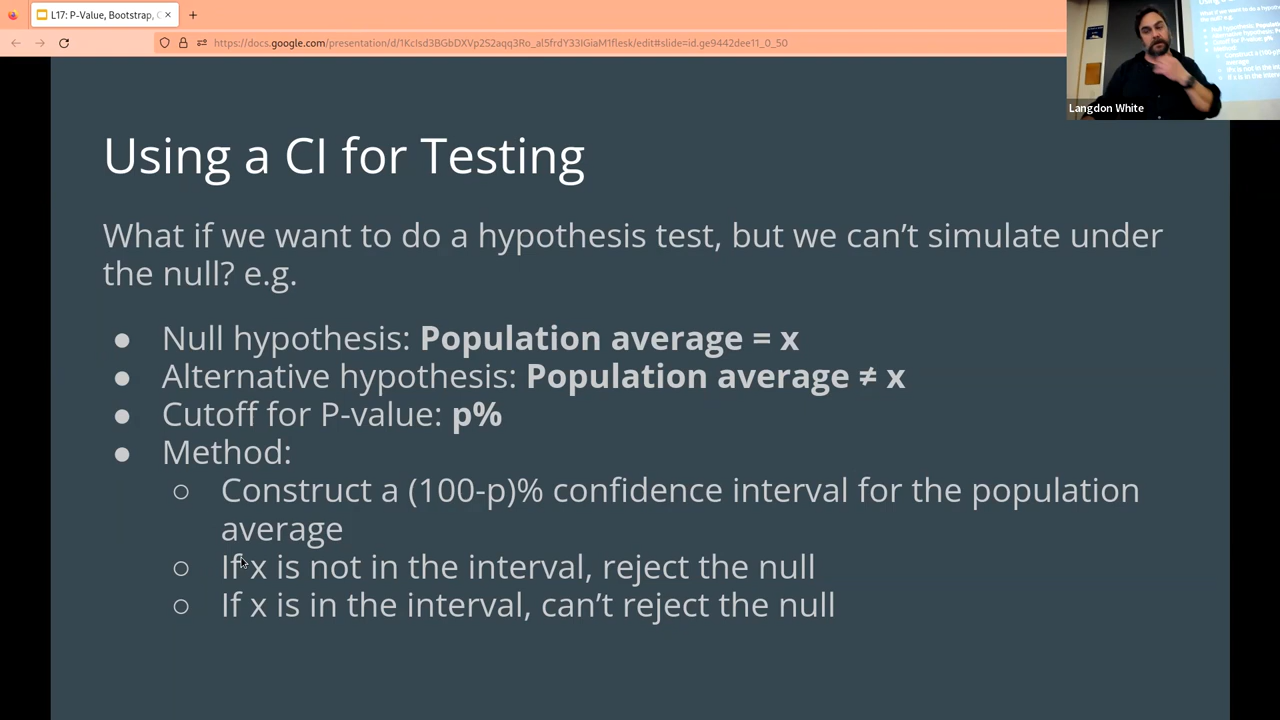 L17: P-Value, Bootstrap,
https://docs.google.com/presentation/d/1KcIsd3BGbDXVp2S2aqq3Ro_al5frdY33IGiaM1flesk/edit#slide=id.ge9442dee11_0_50
Langdon White
Using a CI for Testing
What if we want to do a hypothesis test, but we can’t simulate under
the null? e.g.
● Null hypothesis: Population average = x
● Alternative hypothesis: Population average ≠ x
● Cutoff for P-value: p%
● Method:
○ Construct a (100-p)% confidence interval for the population
average
○ If x is not in the interval, reject the null
○ If x is in the interval, can’t reject the null